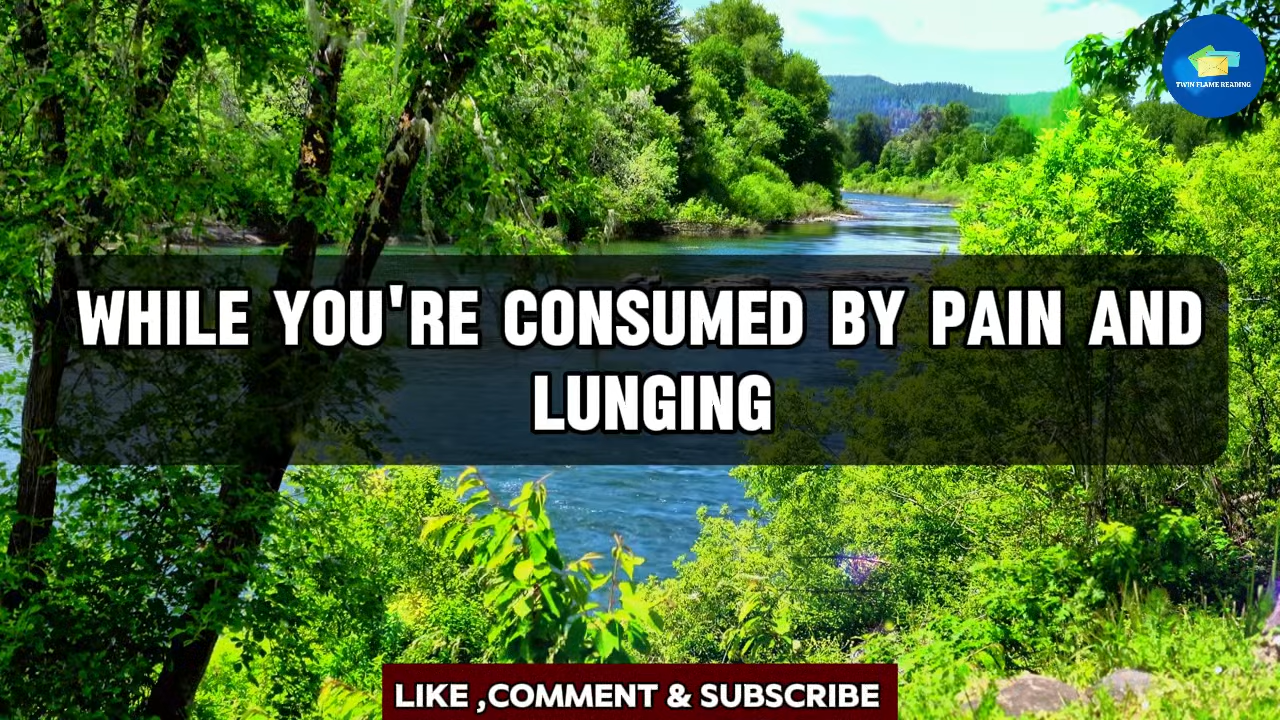 TWIN FLAME READING
WHILE YOU'RE CONSUMED BY PAIN AND
LUNGING
LIKE ,COMMENT & SUBSCRIBE